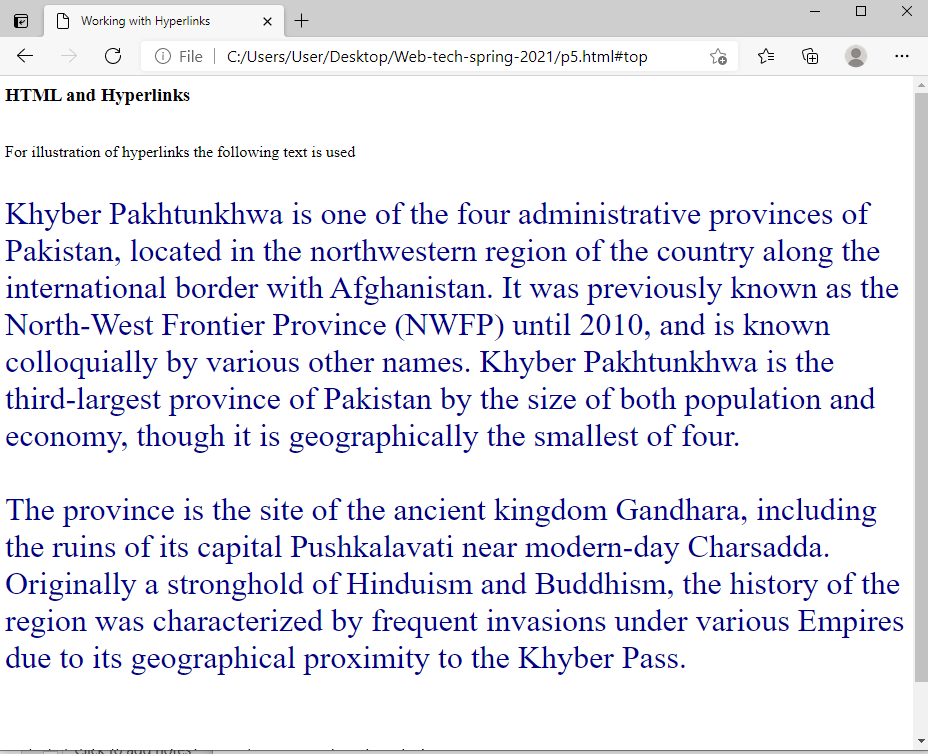 Working with Hyperlinks
File
C:/Users/User/Desktop/Web-tech-spring-2021/p5.html#top
HTML and Hyperlinks
For illustration of hyperlinks the following text is used
Khyber Pakhtunkhwa is one of the four administrative provinces of
Pakistan, located in the northwestern region of the country along the
international border with Afghanistan. It was previously known as the
North-West Frontier Province (NWFP) until 2010, and is known
colloquially by various other names. Khyber Pakhtunkhwa is the
third-largest province of Pakistan by the size of both population and
economy, though it is geographically the smallest of four.
The province is the site of the ancient kingdom Gandhara, including
the ruins of its capital Pushkalavati near modern-day Charsadda.
Originally a stronghold of Hinduism and Buddhism, the history of the
region was characterized by frequent invasions under various Empires
due to its geographical proximity to the Khyber Pass.